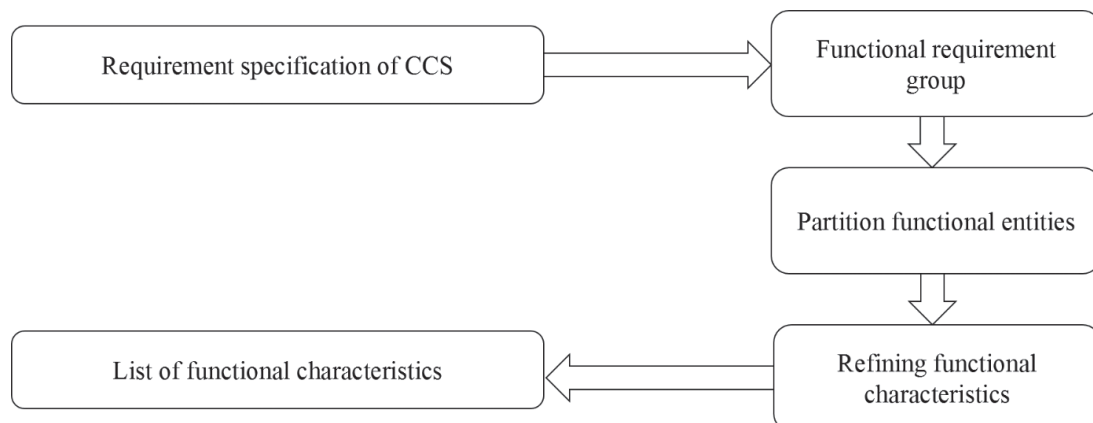 Requirement specification of CCS
Functional requirement
group
Partition functional entities
Refining functional
characteristics
List of functional characteristics